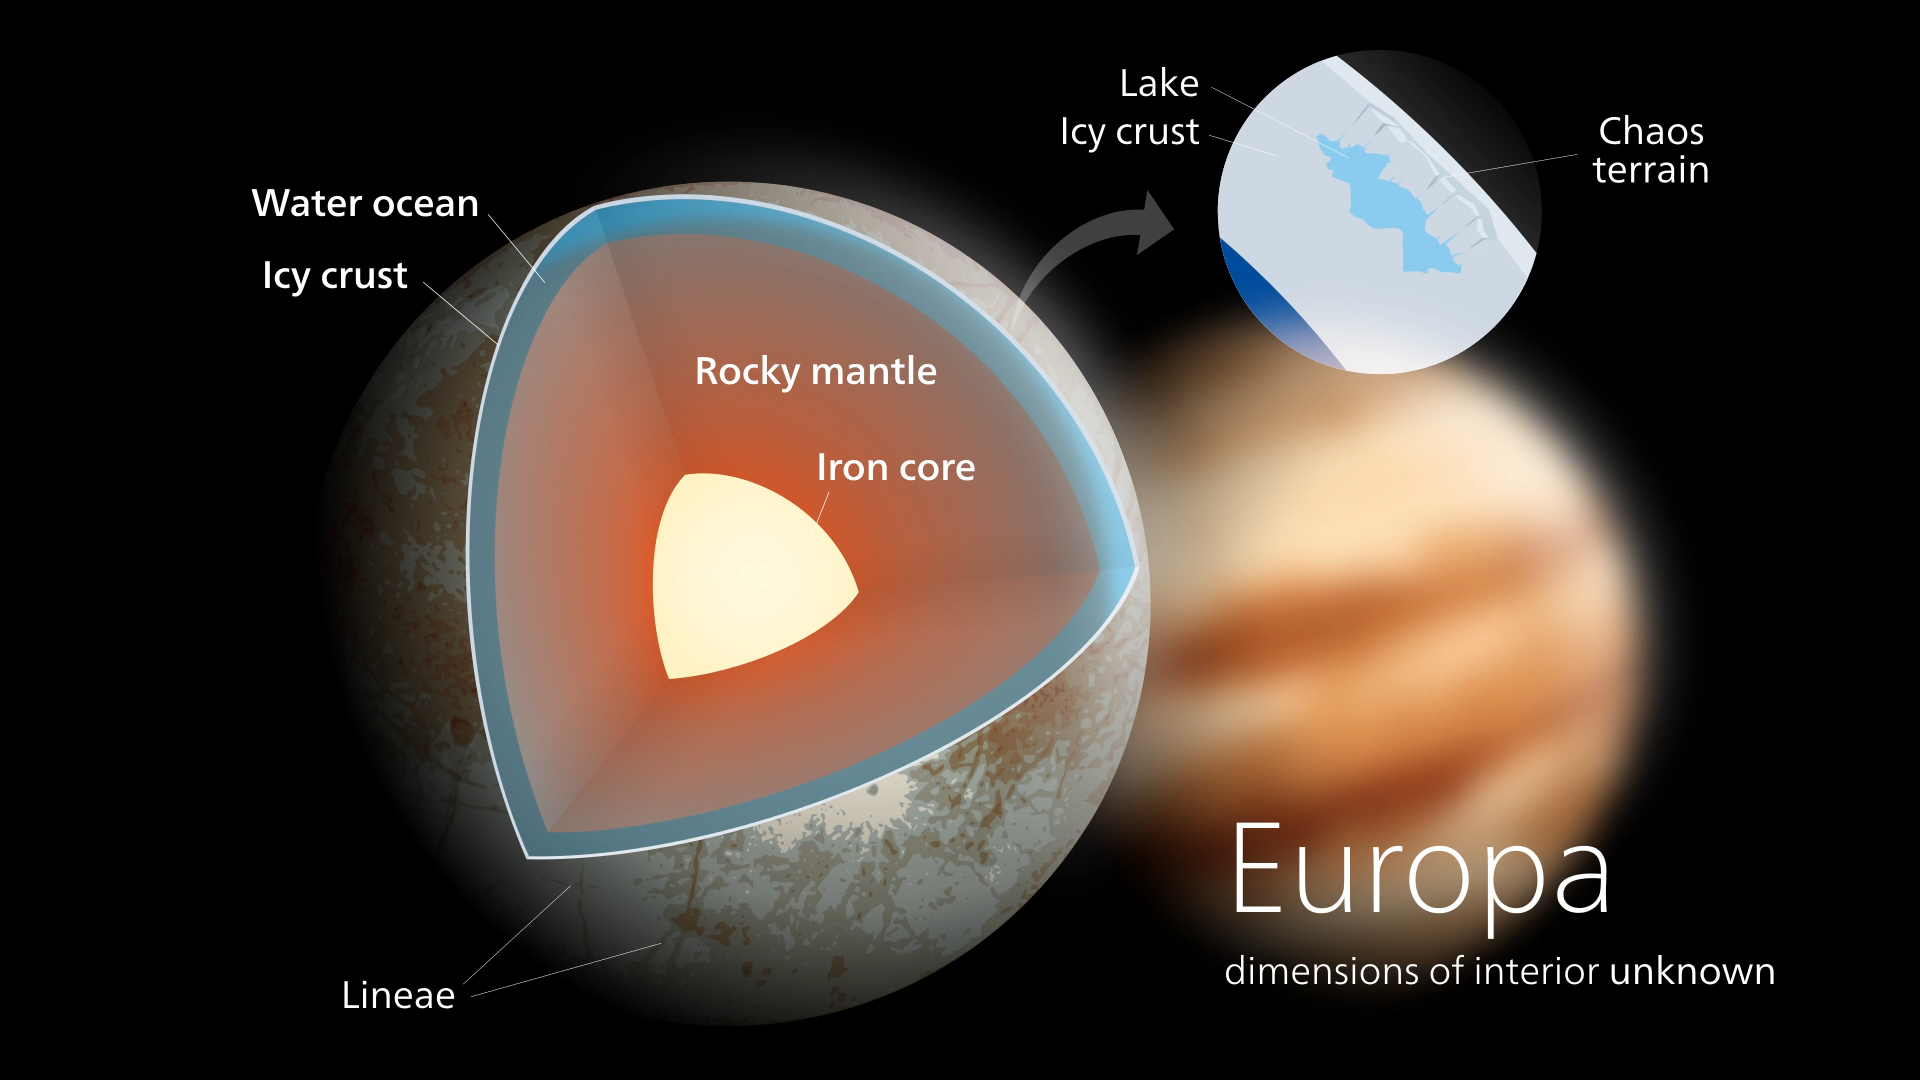 Lake
Icy crust
Chaos
terrain
Water ocean
Icy crust
Rocky mantle
Iron core
Europa
dimensions of interior unknown
Lineae